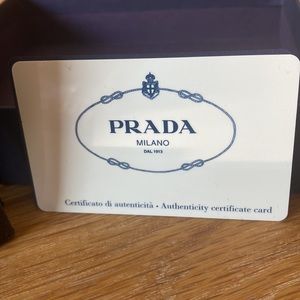 PRADA
MILANO
DAL 1913
Certificato di autenticità • Authenticity certificate card